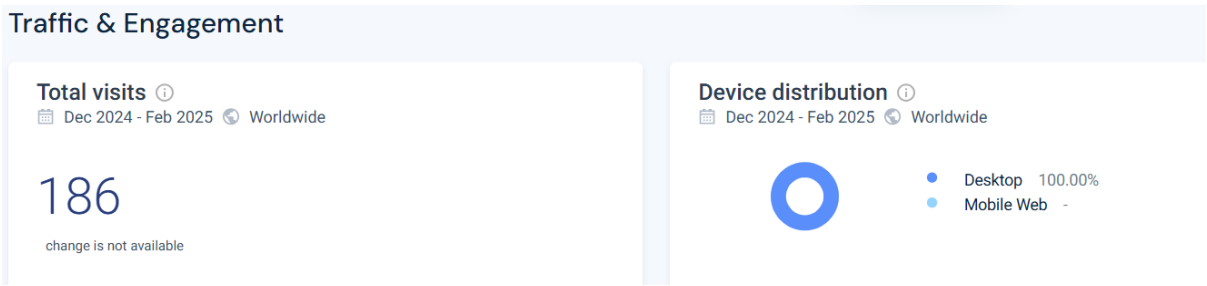 Traffic & Engagement
Total visits
Dec 2024 - Feb 2025 Worldwide
186
change is not available
Device distribution
Dec 2024 - Feb 2025 Worldwide
Desktop 100.00%
Mobile Web -